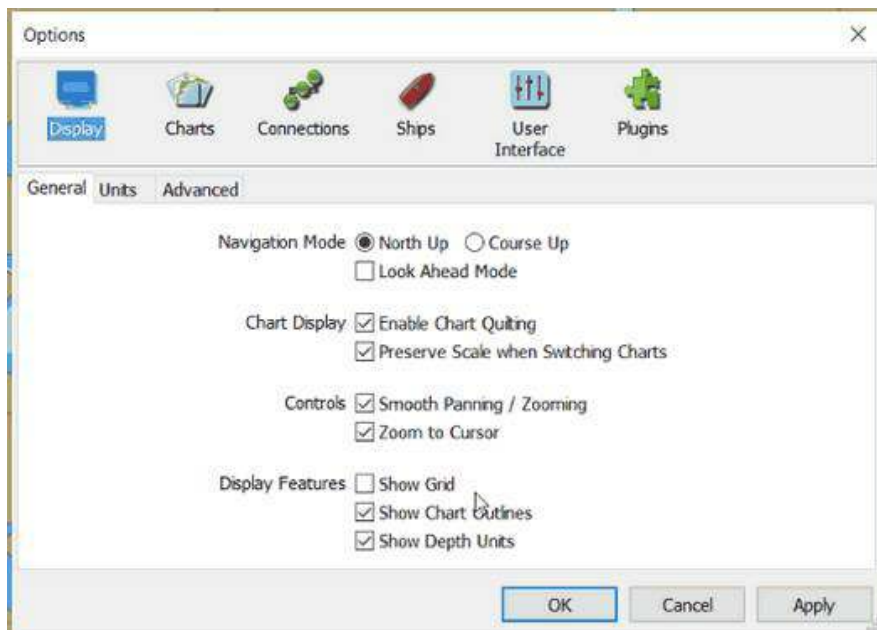 Options
Display
Charts
Connections
Ships
User
Interface
Plugins
General Units Advanced
Navigation Mode North Up Course Up
Look Ahead Mode
Chart Display Enable Chart Quilting
Preserve Scale when Switching Charts
Controls Smooth Panning / Zooming
Zoom to Cursor
Display Features Show Grid
Show Chart Outlines
Show Depth Units
OK Cancel Apply